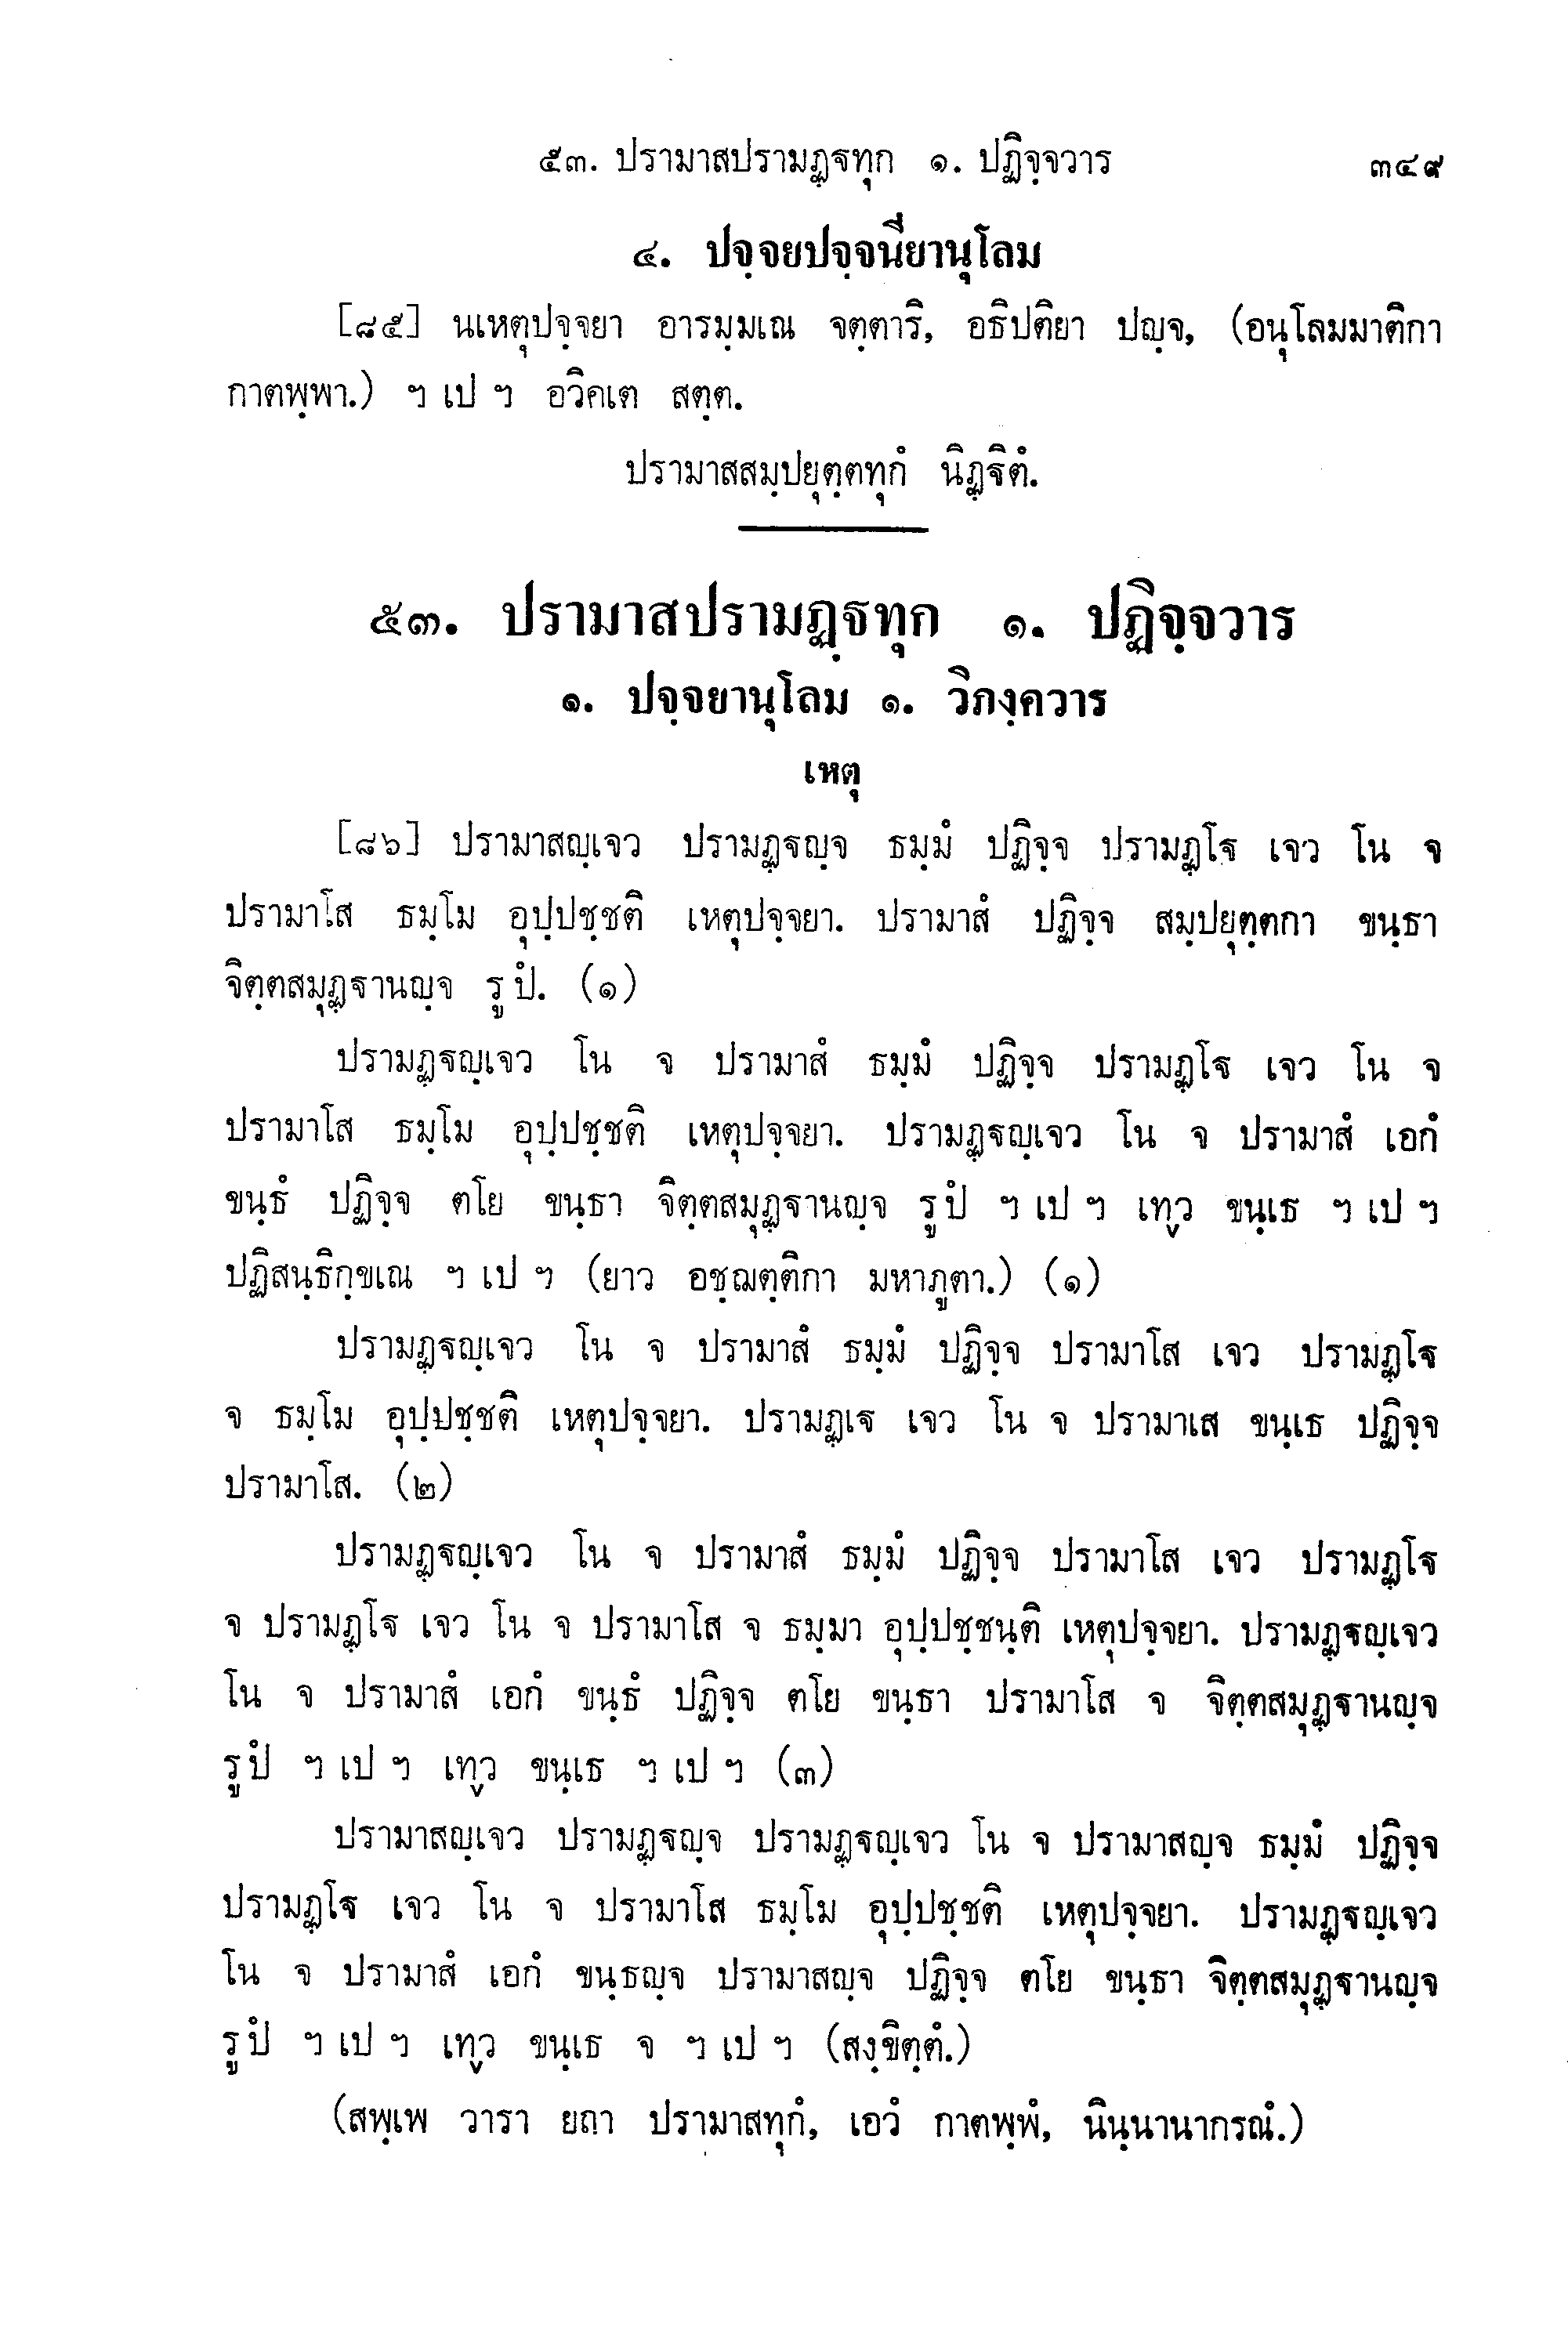 ๕๓. ปรามาสปรามฏฺฐทุก ๑. ปฏิจฺจวาร ๓๔๙
๔. ปจฺจยปจฺจนียานุโลม
[๘๕] นเหตุปจฺจยา อารมฺมเณ จตฺตาริ, อธิปติยา ปญฺจ, (อนุโลมมาติกา
กาตพฺพา.) ฯ เป ฯ อวิคเต สตฺต.
ปรามาสสมฺปยุตฺตทุกํ นิฏฺฐิตํ.
๕๓. ปรามาสปรามฏฺฐทุก ๑. ปฏิจฺจวาร
๑. ปจฺจยานุโลม ๑. วิภงฺควาร
เหตุ
[๘๖] ปรามาสญฺเจว ปรามฏฺฐญฺจ ธมฺมํ ปฏิจฺจ ปรามฏฺโฐ เจว โน จ
ปรามาโส ธมฺโม อุปฺปชฺชติ เหตุปจฺจยา. ปรามาสํ ปฏิจฺจ สมฺปยุตฺตกา ขนฺธา
จิตฺตสมุฏฺฐานญฺจ รูปํ. (๑)
ปรามฏฺฐญฺเจว โน จ ปรามาสํ ธมฺมํ ปฏิจฺจ ปรามฏฺโฐ เจว โน จ
ปรามาโส ธมฺโม อุปฺปชฺชติ เหตุปจฺจยา. ปรามฏฺฐญฺเจว โน จ ปรามาสํ เอกํ
ขนฺธํ ปฏิจฺจ ตโย ขนฺธา จิตฺตสมุฏฺฐานญฺจ รูปํ ฯ เป ฯ เทฺว ขนฺเธ ฯ เป ฯ
ปฏิสนฺธิกฺขเณ ฯ เป ฯ (ยาว อชฺฌตฺติกา มหาภูตา.) (๑)
ปรามฏฺฐญฺเจว โน จ ปรามาสํ ธมฺมํ ปฏิจฺจ ปรามาโส เจว ปรามฏฺโฐ
จ ธมฺโม อุปฺปชฺชติ เหตุปจฺจยา. ปรามฏฺเฐ เจว โน จ ปรามาเส ขนฺเธ ปฏิจฺจ
ปรามาโส. (๒)
ปรามฏฺฐญฺเจว โน จ ปรามาสํ ธมฺมํ ปฏิจฺจ ปรามาโส เจว ปรามฏฺโฐ
จ ปรามฏฺโฐ เจว โน จ ปรามาโส จ ธมฺมา อุปฺปชฺชนฺติ เหตุปจฺจยา. ปรามฏฺฐญฺเจว
โน จ ปรามาสํ เอกํ ขนฺธํ ปฏิจฺจ ตโย ขนฺธา ปรามาโส จ จิตฺตสมุฏฺฐานญฺจ
รูปํ ฯ เป ฯ เทฺว ขนฺเธ ฯ เป ฯ (๓)
ปรามาสญฺเจว ปรามฏฺฐญฺจ ปรามฏฺฐญฺเจว โน จ ปรามาสญฺจ ธมฺมํ ปฏิจฺจ
ปรามฏฺโฐ เจว โน จ ปรามาโส ธมฺโม อุปฺปชฺชติ เหตุปจฺจยา. ปรามฏฺฐญฺเจว
โน จ ปรามาสํ เอกํ ขนฺธญฺจ ปรามาสญฺจ ปฏิจฺจ ตโย ขนฺธา จิตฺตสมุฏฺฐานญฺจ
รูปํ ฯ เป ฯ เทฺว ขนฺเธ จ ฯ เป ฯ (สงฺขิตฺตํ.)
(สพฺเพ วารา ยถา ปรามาสทุกํ, เอวํ กาตพฺพํ, นินฺนานากรณํ.)